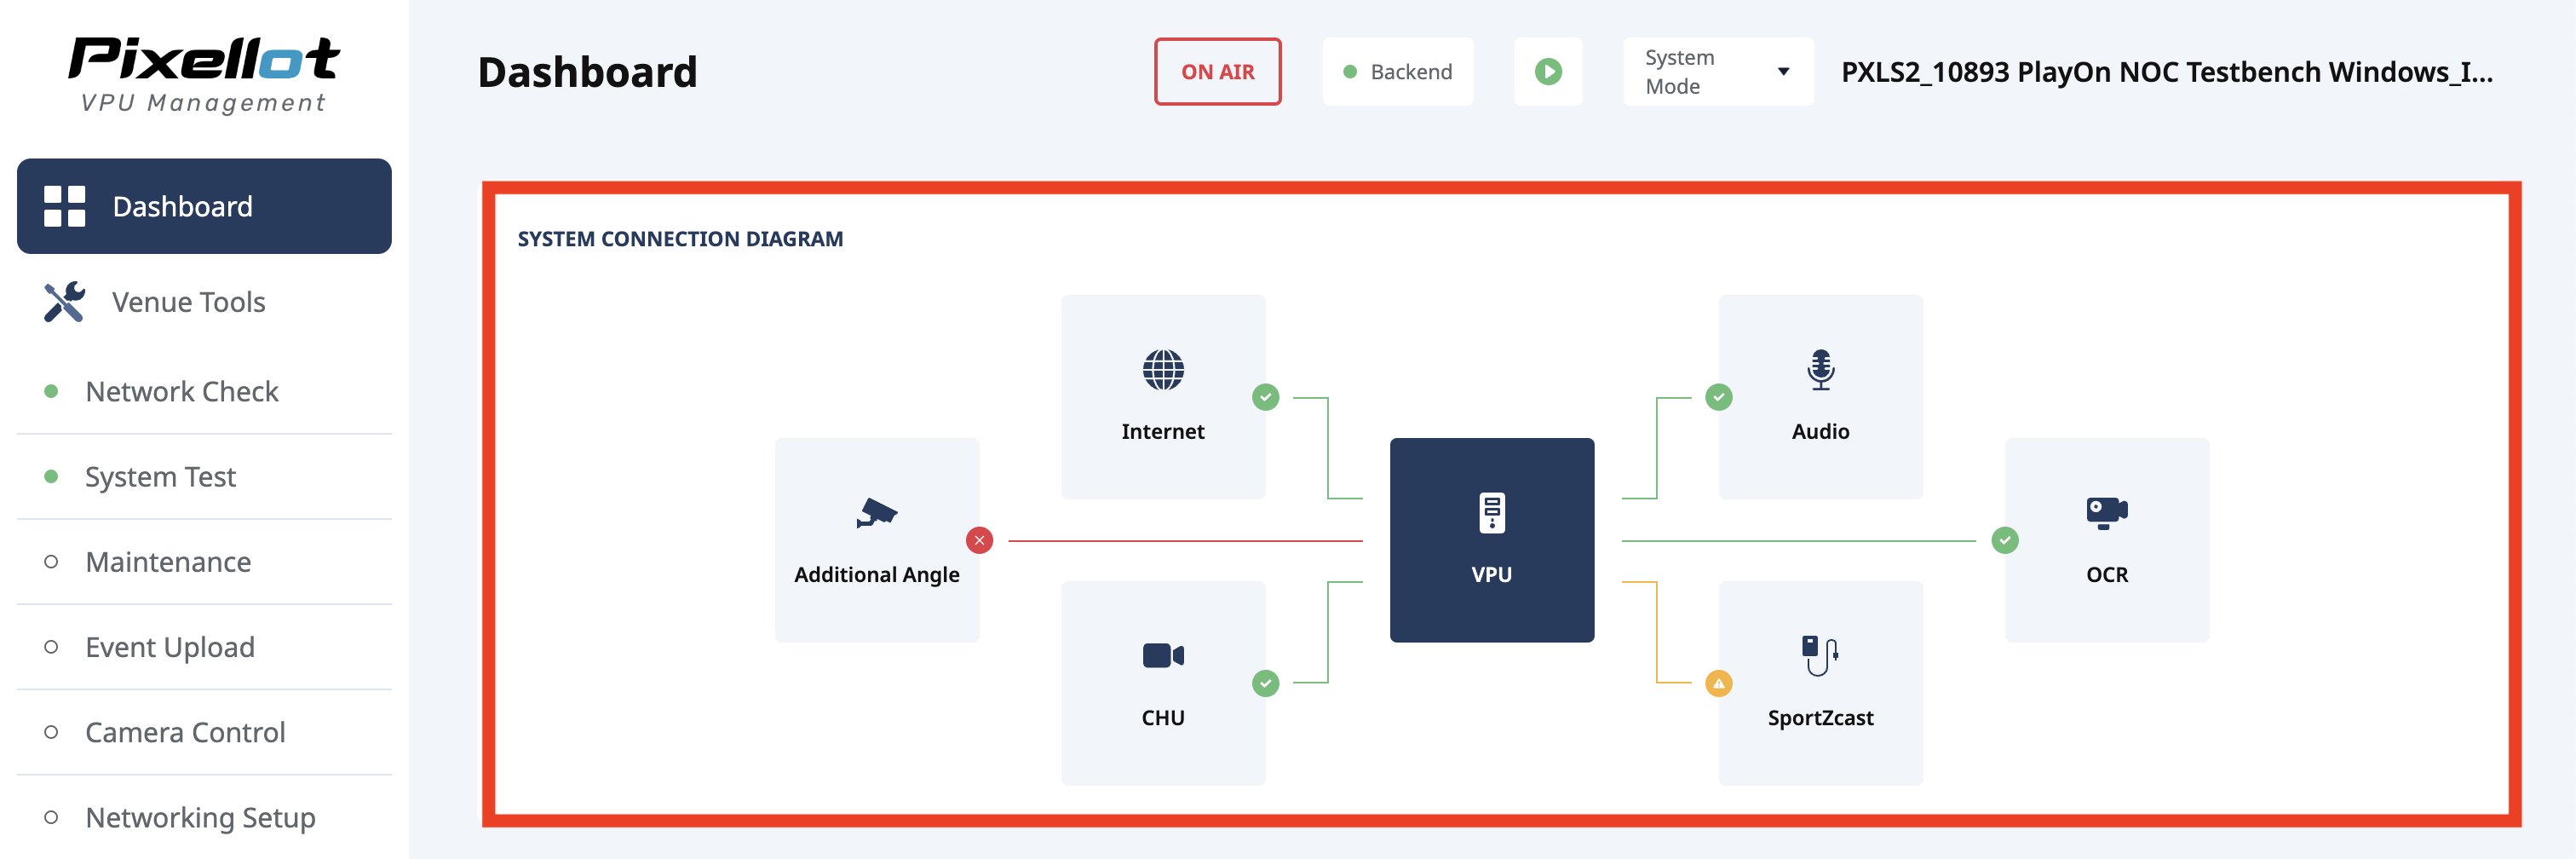 Pixellot
VPU Management
Dashboard
Venue Tools
Network Check
System Test
Maintenance
Event Upload
Camera Control
Networking Setup
Dashboard
ON AIR
Backend
System
Mode
PXLS2_10893 PlayOn NOC Testbench Windows_I...
SYSTEM CONNECTION DIAGRAM
Internet
Audio
Additional Angle
VPU
OCR
CHU
SportZcast